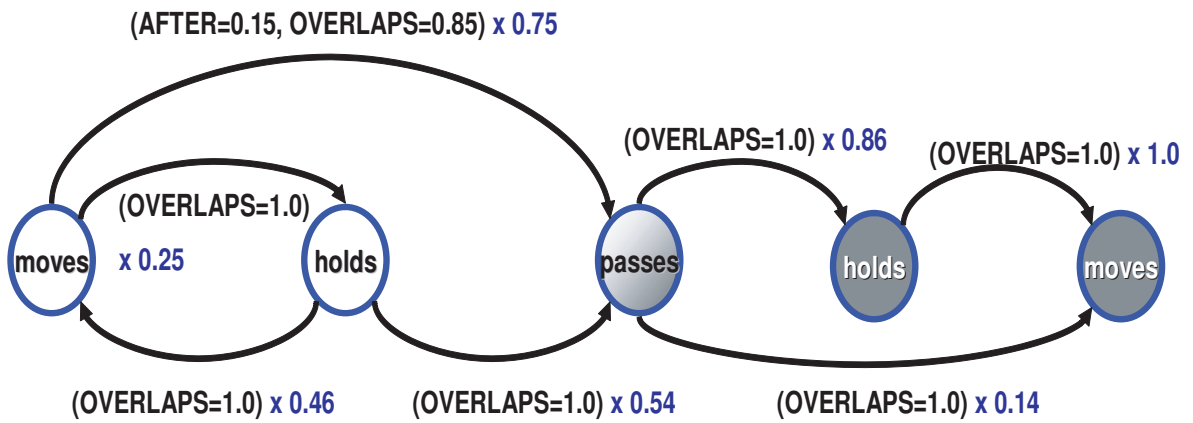 (AFTER=0.15, OVERLAPS=0.85) x 0.75
(OVERLAPS=1.0) x 0.86
(OVERLAPS=1.0) x 1.0
(OVERLAPS=1.0)
x 0.25
moves
holds
passes
holds
moves
(OVERLAPS=1.0) x 0.46
(OVERLAPS=1.0) x 0.54
(OVERLAPS=1.0) x 0.14